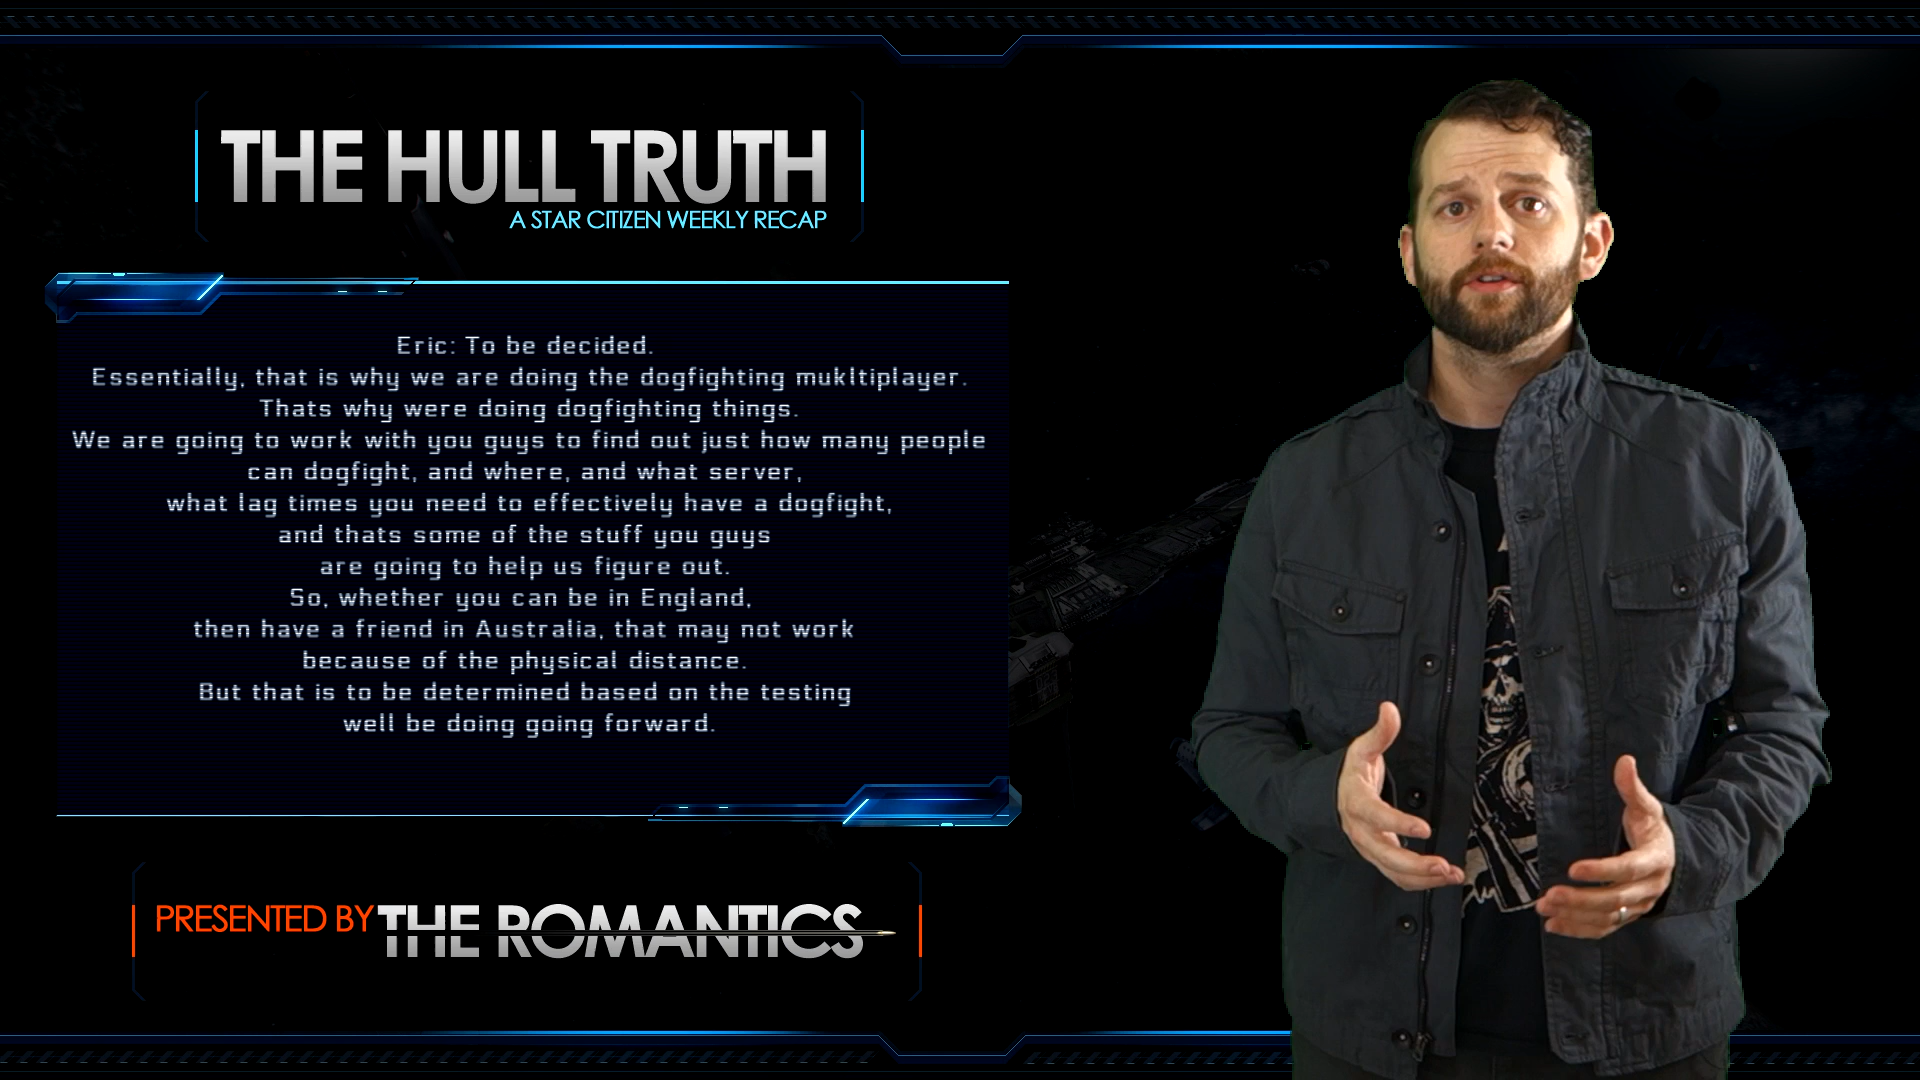 THE HULL TRUTH
A STAR CITIZEN WEEKLY RECAP
Eric: To be decided.
Essentially, that is why we are doing the dogfighting mukltiplayer.
Thats why were doing dogfighting things.
We are going to work with you guys to find out just how many people
can dogfight, and where, and what server,
what lag times you need to effectively have a dogfight,
and thats some of the stuff you guys
are going to help us figure out.
So, whether you can be in England,
then have a friend in Australia, that may not work
because of the physical distance.
But that is to be determined based on the testing
well be doing going forward.
PRESENTED BY THE ROMANTICS